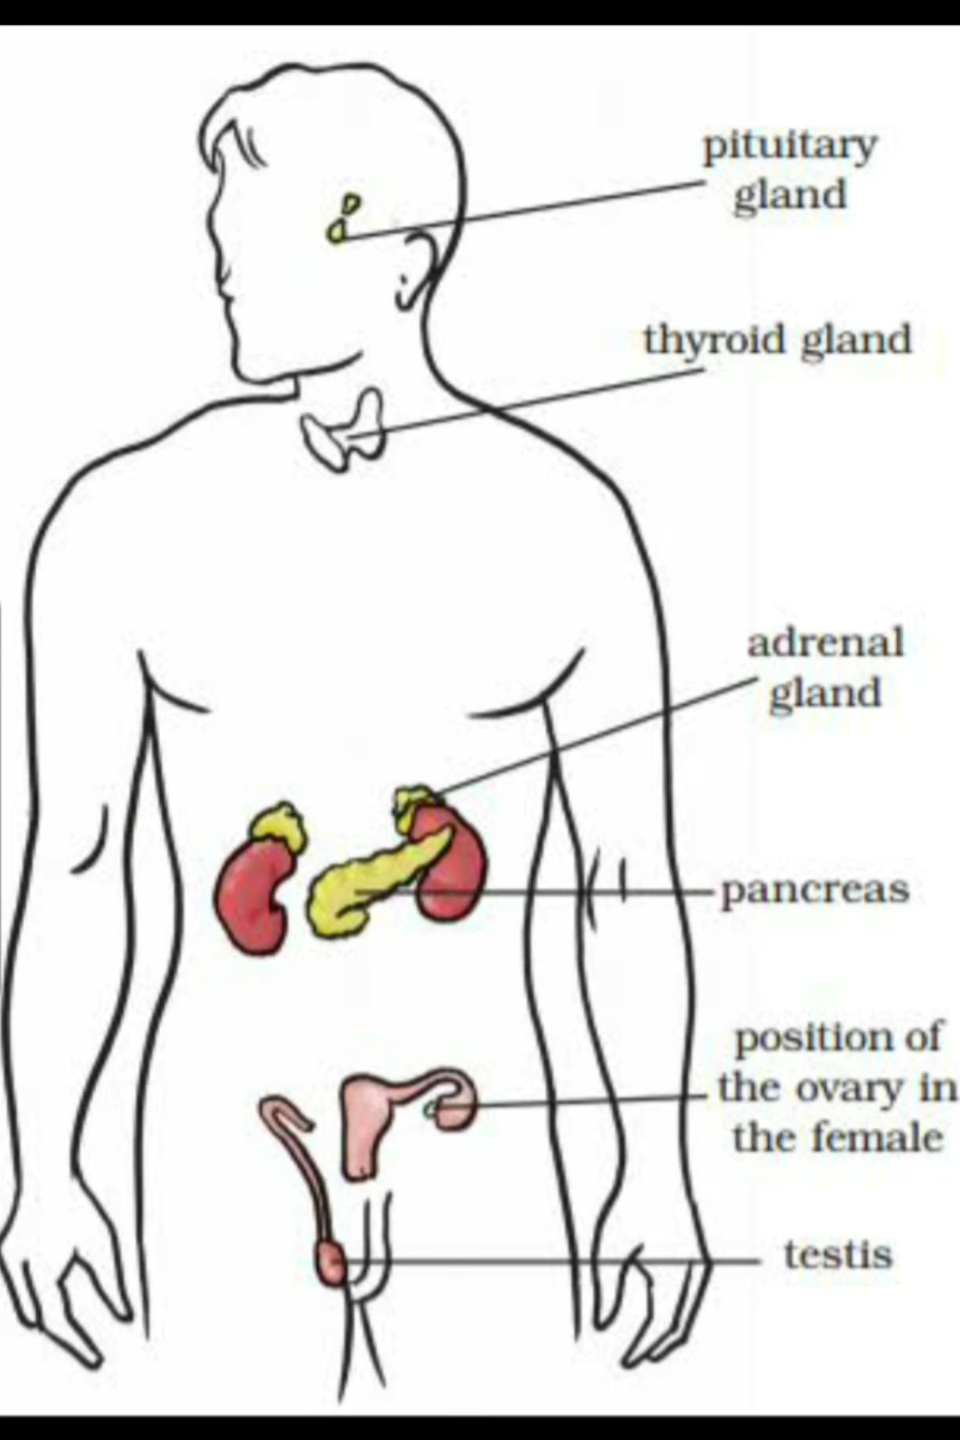 pituitary
gland
thyroid gland
adrenal
gland
pancreas
position of
the ovary in
the female
testis